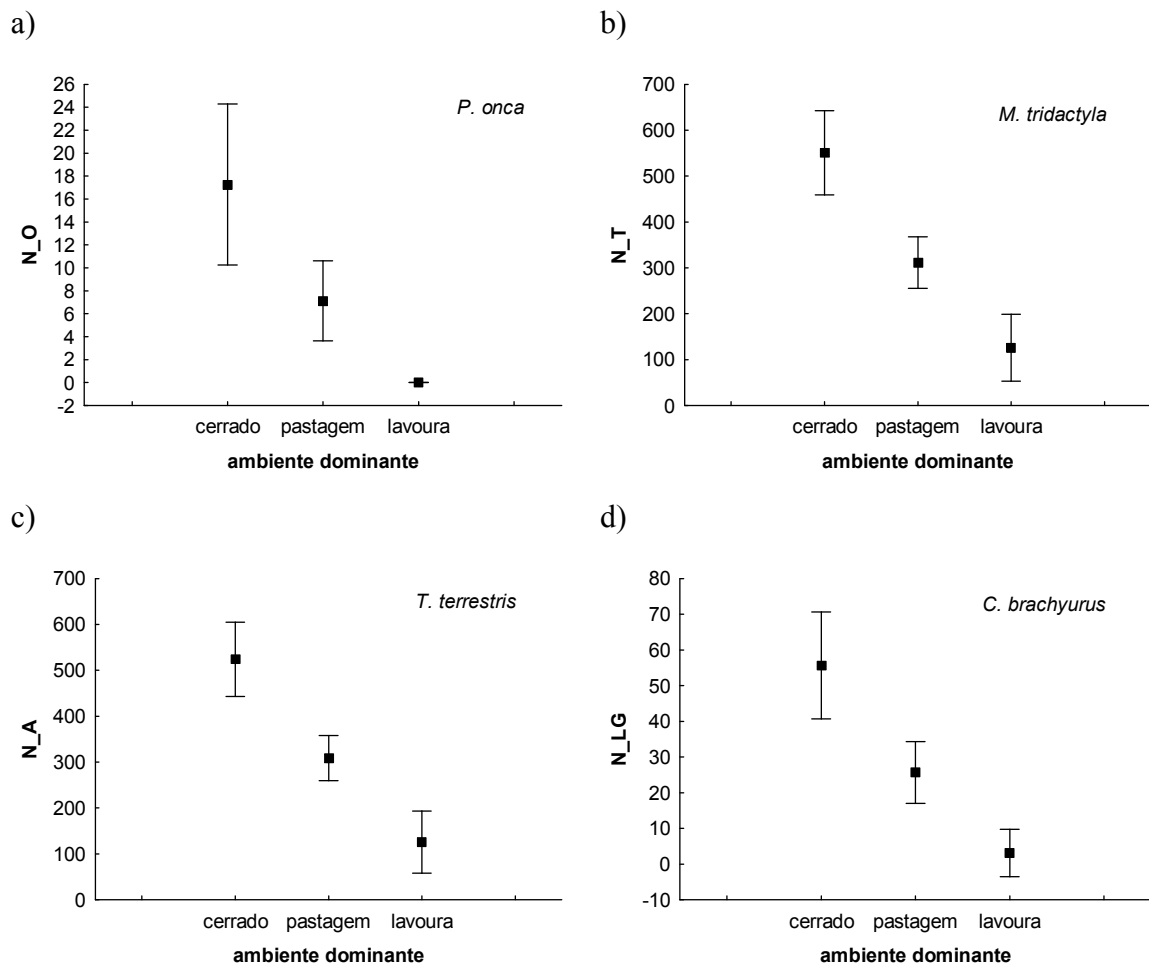 a)
P. onca
26
24
22
20
18
16
14
12
10
8
6
4
2
0
-2
N_O
cerrado pastagem lavoura
ambiente dominante
b)
M. tridactyla
700
600
500
400
300
200
100
0
N_T
cerrado pastagem lavoura
ambiente dominante
c)
T. terrestris
700
600
500
400
300
200
100
0
N_A
cerrado pastagem lavoura
ambiente dominante
d)
C. brachyurus
80
70
60
50
40
30
20
10
0
-10
N_LG
cerrado pastagem lavoura
ambiente dominante